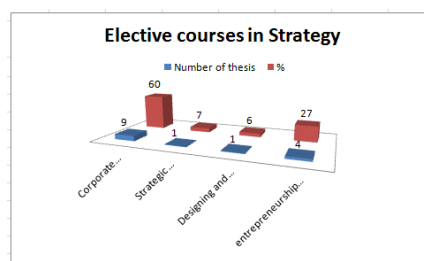 Elective courses in Strategy
Number of thesis %
60
9
7
1
6
1
27
4
Corporate...
Strategic...
Designing and...
entrepreneurship...